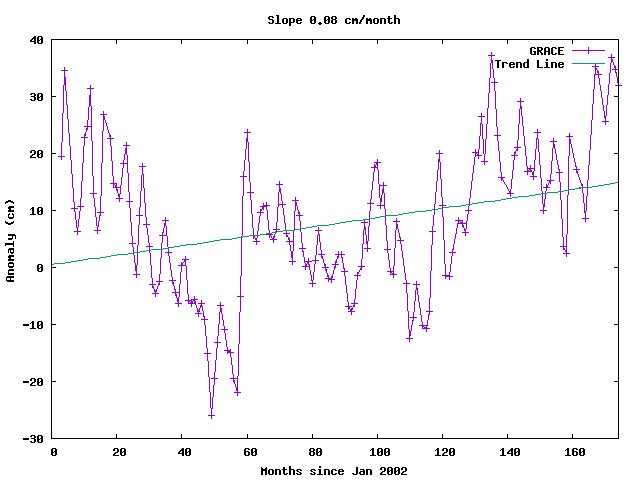 Slope 0.08 cm/month
GRACE
Trend Line
40
30
20
10
0
-10
-20
-30
Anomaly (cm)
0 20 40 60 80 100 120 140 160
Months since Jan 2002